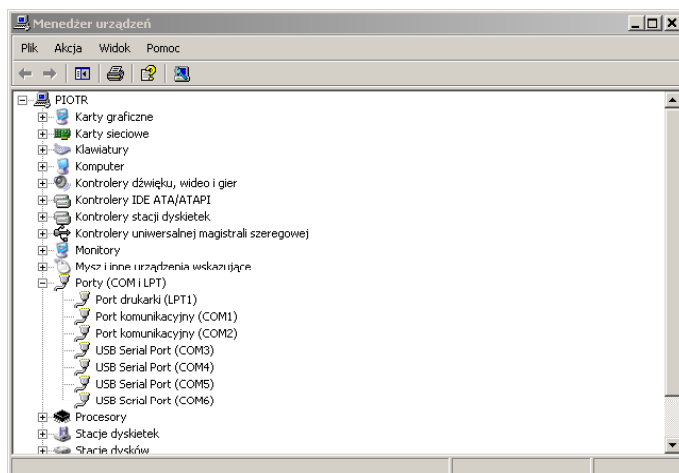 Menedżer urządzeń
Plik Akcja Widok Pomoc
PIOTR
Karty graficzne
Karty sieciowe
Klawiatury
Komputer
Kontrolery dźwięku, wideo i gier
Kontrolery IDE ATA/ATAPI
Kontrolery stacji dyskietek
Kontrolery uniwersalnej magistrali szeregowej
Monitory
Mysz i inne urządzenia wskazujące
Porty (COM i LPT)
Port drukarki (LPT1)
Port komunikacyjny (COM1)
Port komunikacyjny (COM2)
USB Serial Port (COM3)
USB Serial Port (COM4)
USB Serial Port (COM5)
USB Serial Port (COM6)
Procesory
Stacje dyskietek
Stacje dysków